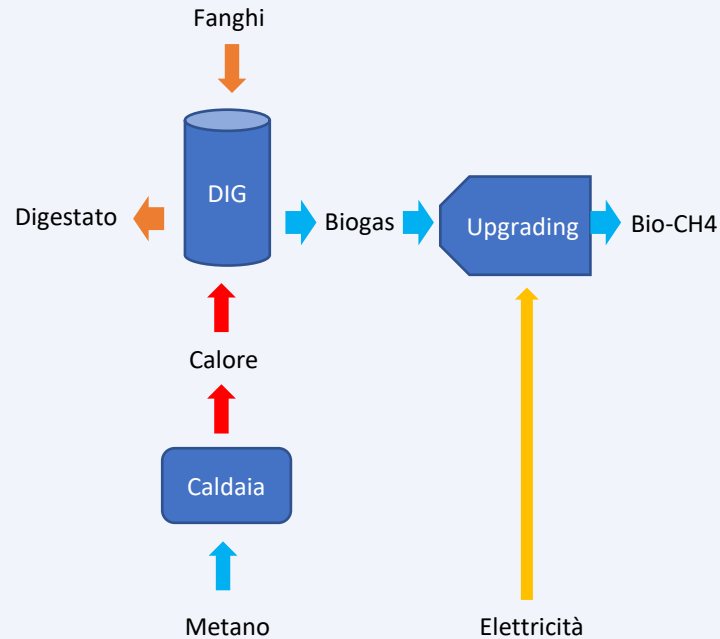 Fanghi
DIG
Digestato
Biogas
Upgrading
Bio-CH4
Calore
Caldaia
Metano
Elettricità